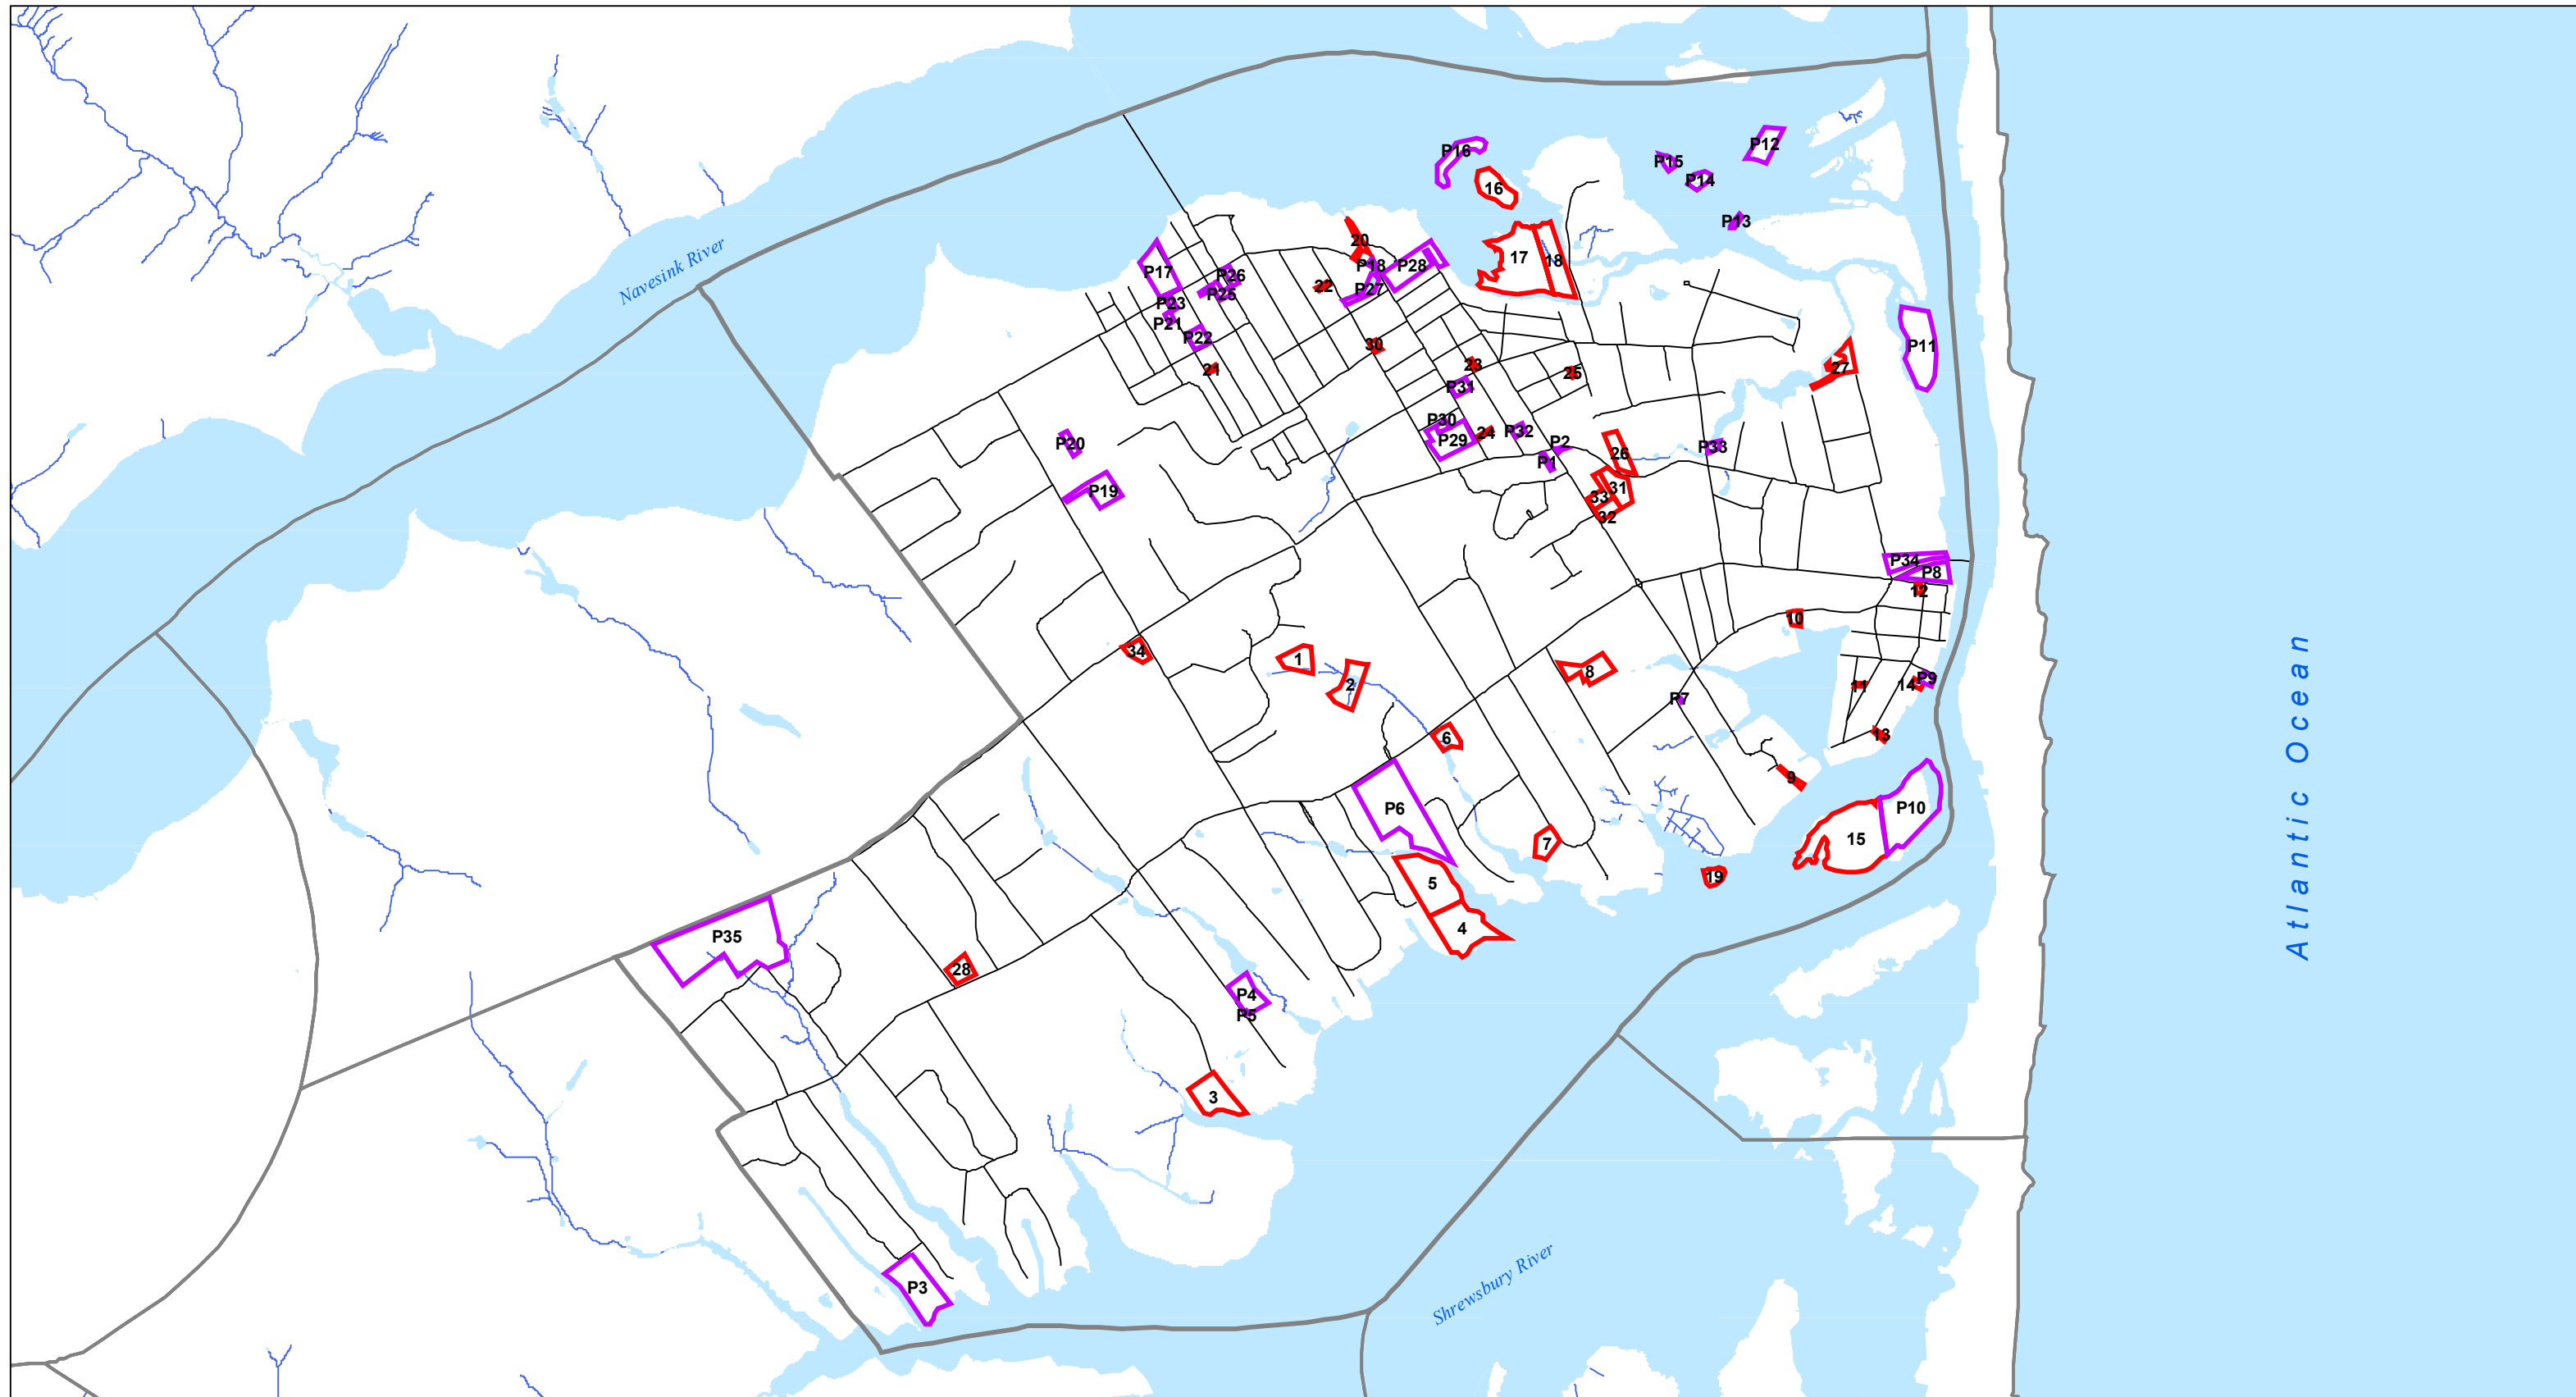 P12
P16
P15
P14
16
P13
20
17
18
P18
P28
P17
P26
Navesink River
22
P27
P25
P23
P21
P22
30
P11
23
27
21
25
P31
P30
24
P32
P29
P20
P2
P33
26
P1
P19
31
33
32
P34
P8
12
10
34
1
8
P9
2
11
14
P7
Atlantic Ocean
13
6
9
P6
P10
15
7
19
5
4
P35
28
P4
P5
3
Shrewsbury River
P3